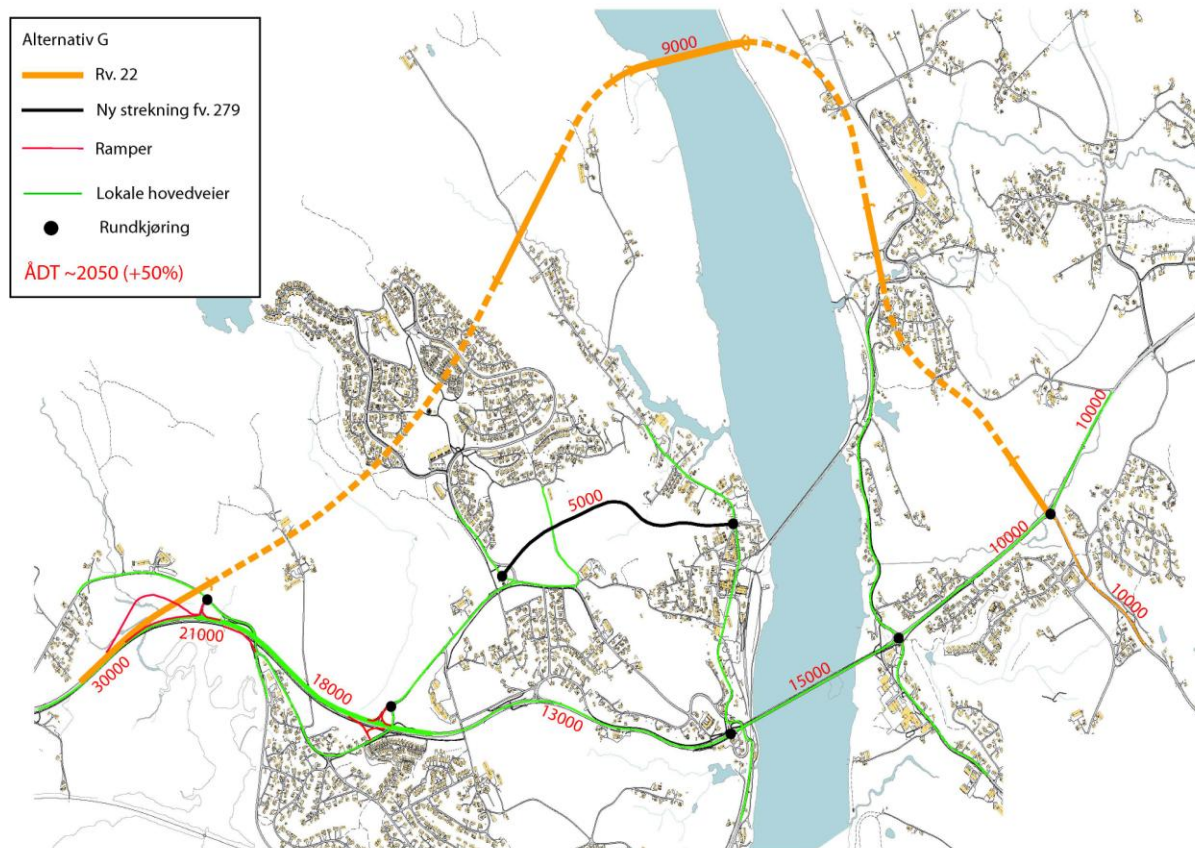 Alternativ G
Rv. 22
Ny strekning fv. 279
Ramper
Lokale hovedveier
Rundkjøring
ÅDT ~2050 (+50%)
9000
10000
5000
10000
10000
21000
30000
18000
15000
13000